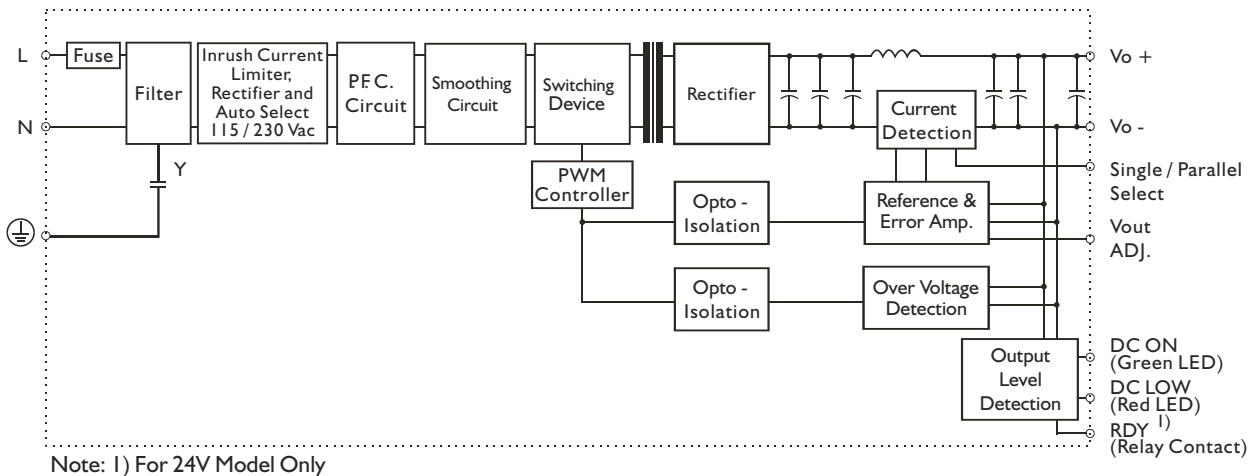 L
Fuse
Filter
Inrush Current
Limiter,
Rectifier and
Auto Select
115 / 230 Vac
P.F.C.
Circuit
Smoothing
Circuit
Switching
Device
Rectifier
Current
Detection
Vo +
N
Vo -
Y
PWM
Controller
Opto -
Isolation
Reference &
Error Amp.
Single / Parallel
Select
Vout
ADJ.
Opto -
Isolation
Over Voltage
Detection
Output
Level
Detection
DC ON
(Green LED)
DC LOW
(Red LED)
RDY 1)
(Relay Contact)
Note: 1) For 24V Model Only